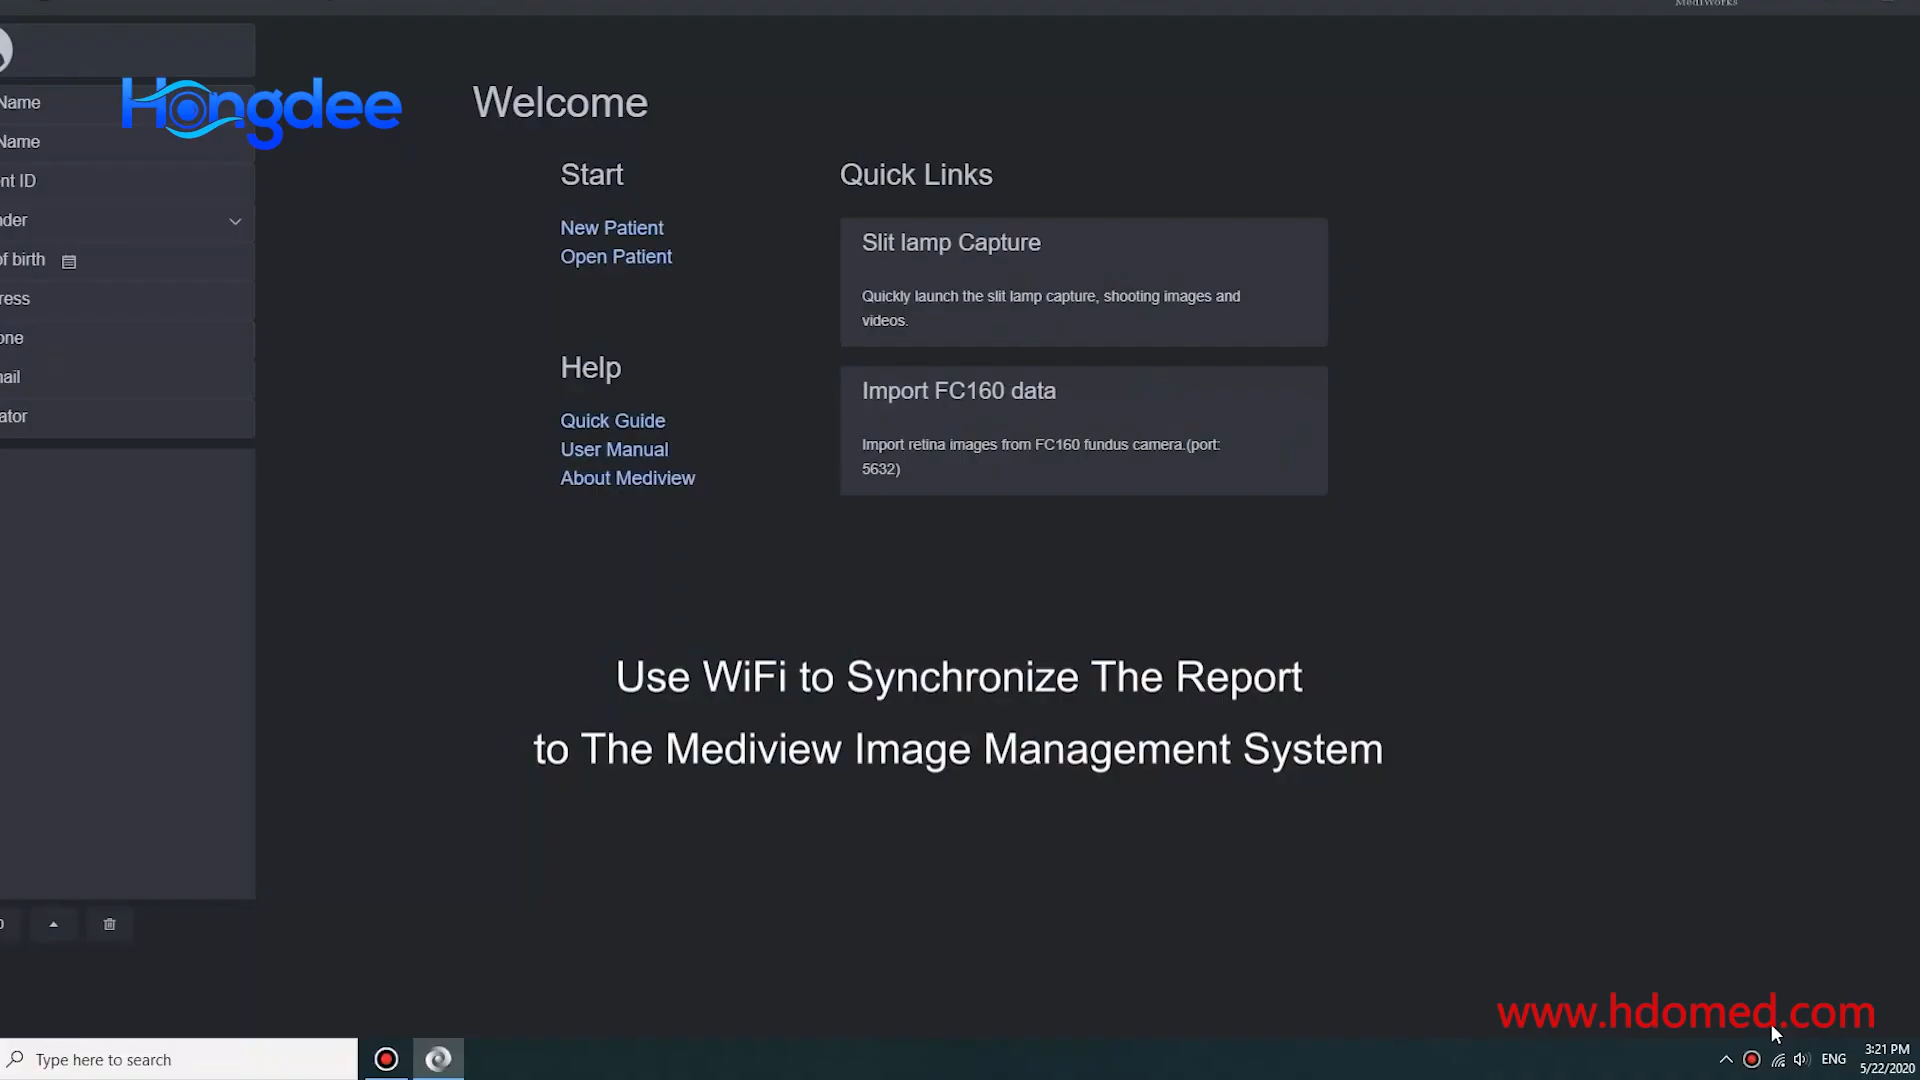 MediWorks
Name
Hongdee
Welcome
Name
nt ID
nder
of birth
ress
one
ail
ator
Start
New Patient
Open Patient
Help
Quick Guide
User Manual
About Mediview
Quick Links
Slit lamp Capture
Quickly launch the slit lamp capture, shooting images and
videos.
Import FC160 data
Import retina images from FC160 fundus camera.(port:
5632)
Use WiFi to Synchronize The Report
to The Mediview Image Management System
www.hdomed.com
Type here to search
ENG
3:21 PM
5/22/2020